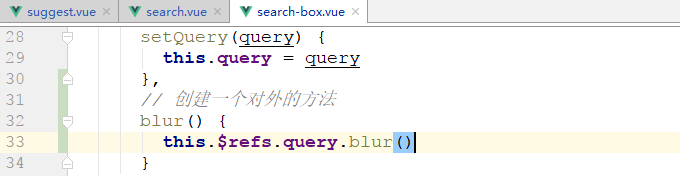 suggest.vue × search.vue × search-box.vue ×
28 setQuery(query) {
29 this.query = query
30 },
31 // 创建一个对外的方法
32 blur() {
33 this.$refs.query.blur()
34 }